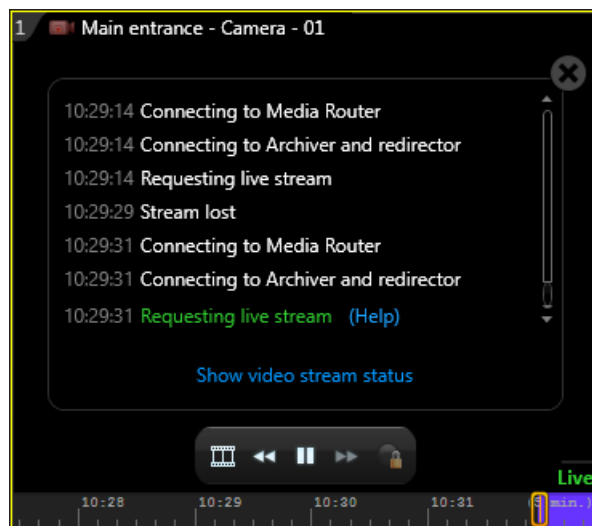 1 Main entrance - Camera - 01
10:29:14 Connecting to Media Router
10:29:14 Connecting to Archiver and redirector
10:29:14 Requesting live stream
10:29:29 Stream lost
10:29:31 Connecting to Media Router
10:29:31 Connecting to Archiver and redirector
10:29:31 Requesting live stream (Help)
Show video stream status
Live
10:28 10:29 10:30 10:31 min.)